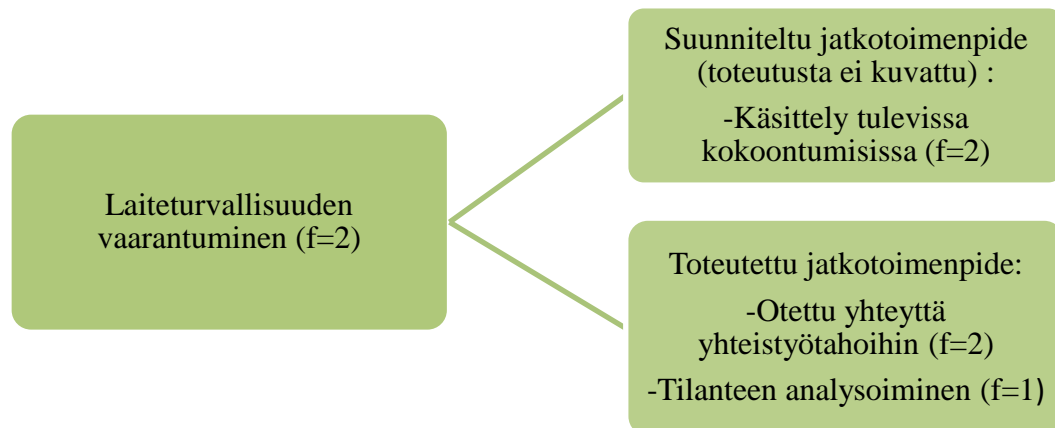 Laiteturvallisuuden
vaarantuminen (f=2)
Suunniteltu jatkotoimenpide
(toteutusta ei kuvattu) :
-Käsittely tulevissa
kokoontumisissa (f=2)
Toteutettu jatkotoimenpide:
-Otettu yhteyttä
yhteistyötahoihin (f=2)
-Tilanteen analysoiminen (f=1)